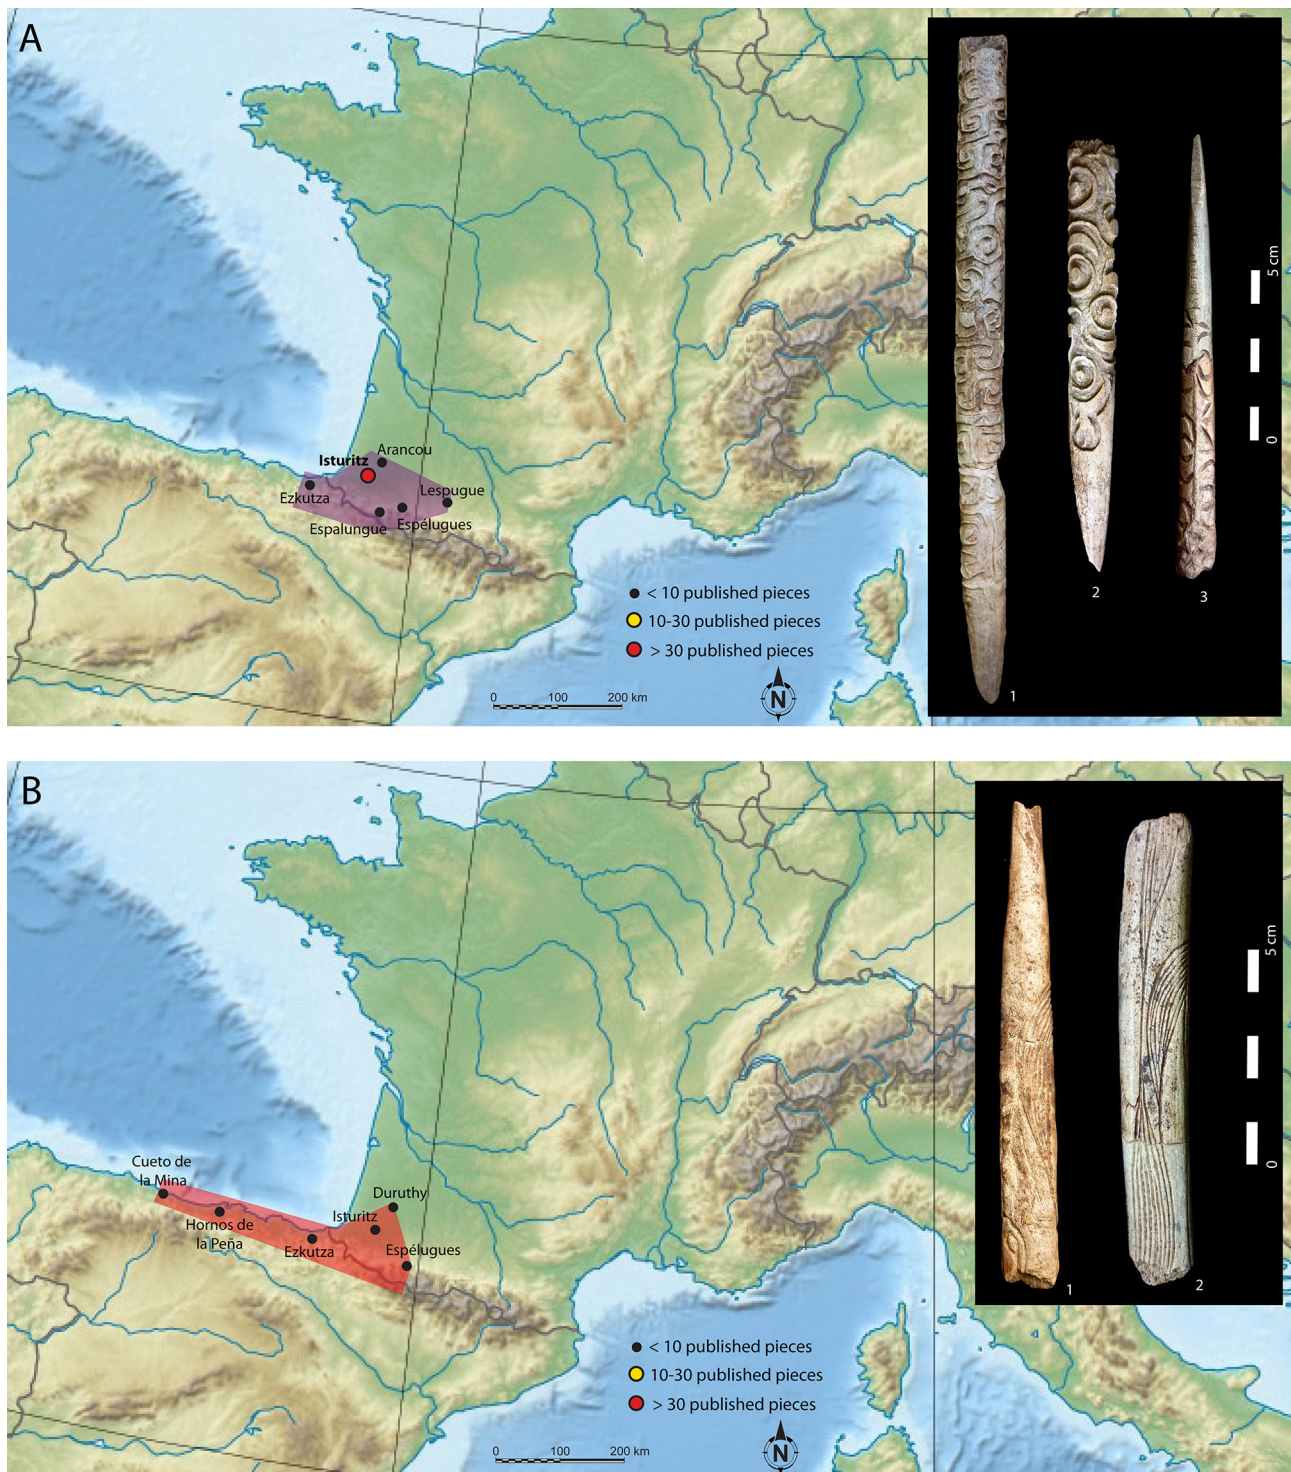 A
Arancou
Isturitz
Ezkutza
Lespugue
Espalungue
Espélugues
< 10 published pieces
10-30 published pieces
> 30 published pieces
0 100 200 km
N
5 cm
0
1
2
3
B
Cueto de
la Mina
Hornos de
la Peña
Duruthy
Isturitz
Ezkutza
Espélugues
< 10 published pieces
10-30 published pieces
> 30 published pieces
0 100 200 km
N
5 cm
0
1
2